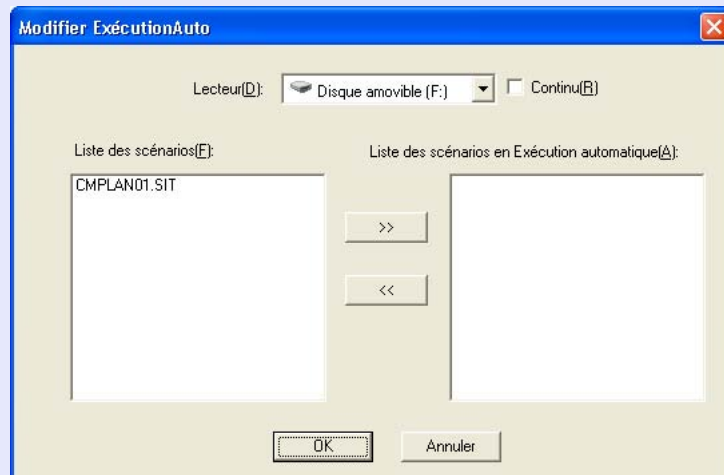 Modifier ExécutionAuto
Lecteur(D): Disque amovible (F:) Continu(R)
Liste des scénarios(F): Liste des scénarios en Exécution automatique(A):
CMPLAN01.SIT
>>
<<
OK Annuler